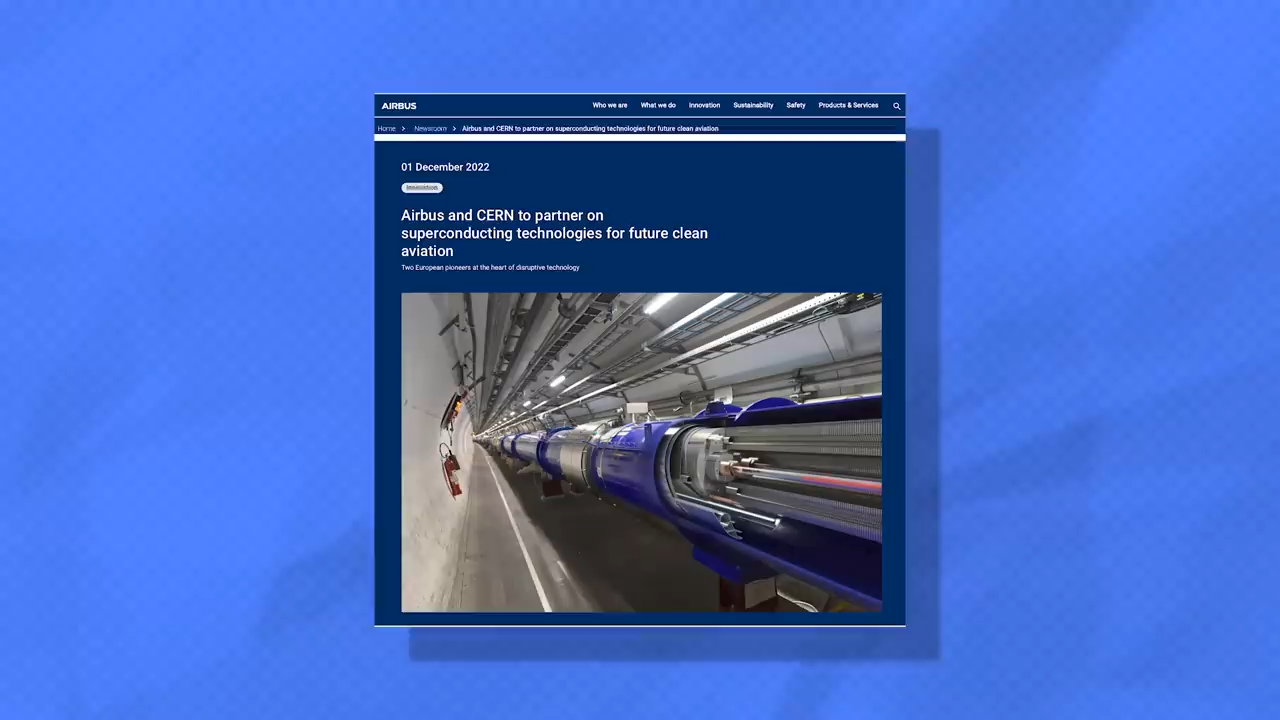 AIRBUS
Who we are What we do Innovation Sustainability Safety Products & Services
Home > Newsroom > Airbus and CERN to partner on superconducting technologies for future clean aviation
01 December 2022
Innovation
Airbus and CERN to partner on
superconducting technologies for future clean
aviation
Two European pioneers at the heart of disruptive technology